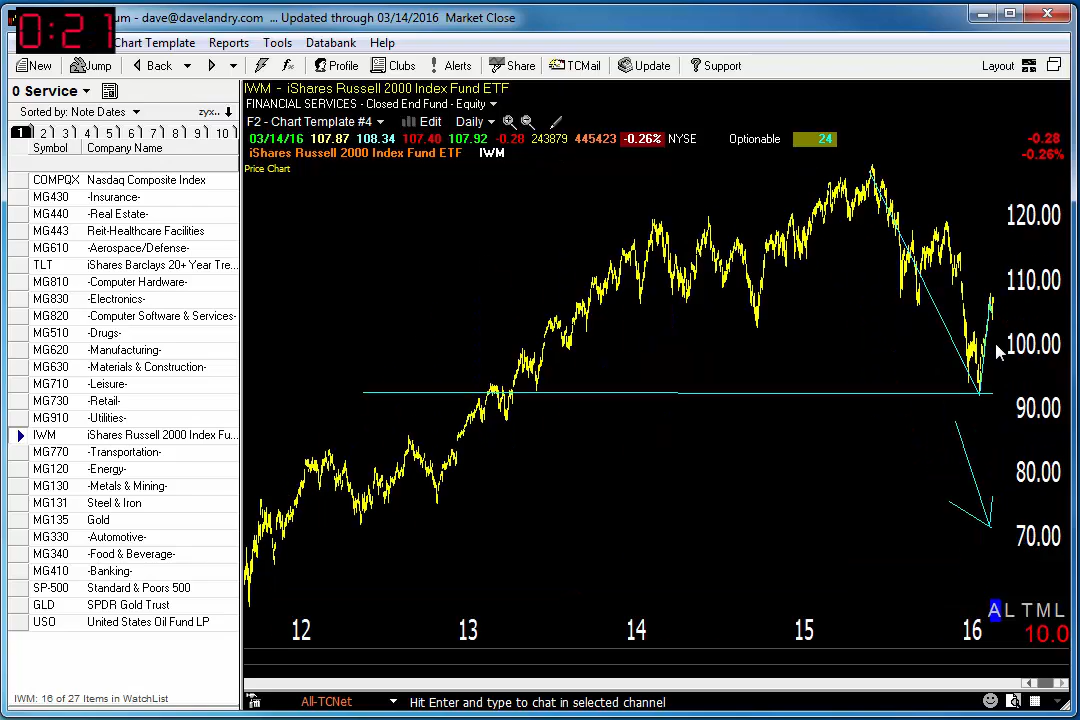 um - dave@davelandry.com ... Updated through 03/14/2016 Market Close
0:21
Chart Template Reports Tools Databank Help
New Jump Back Profile Clubs Alerts Share TCMail Update Support Layout
0 Service
Sorted by: Note Dates zyx..
1 2 3 4 5 6 7 8 9 10
Symbol Company Name
COMPQX Nasdaq Composite Index
MG430 -Insurance-
MG440 -Real Estate-
MG443 Reit-Healthcare Facilities
MG610 -Aerospace/Defense-
TLT iShares Barclays 20+ Year Tre...
MG810 -Computer Hardware-
MG830 -Electronics-
MG820 -Computer Software & Services-
MG510 -Drugs-
MG620 -Manufacturing-
MG630 -Materials & Construction-
MG710 -Leisure-
MG730 -Retail-
MG910 -Utilities-
IWM iShares Russell 2000 Index Fu...
MG770 -Transportation-
MG120 -Energy-
MG130 -Metals & Mining-
MG131 Steel & Iron
MG135 Gold
MG330 -Automotive-
MG340 -Food & Beverage-
MG410 -Banking-
SP-500 Standard & Poors 500
GLD SPDR Gold Trust
USO United States Oil Fund LP
IWM: 16 of 27 Items in WatchList
IWM - iShares Russell 2000 Index Fund ETF
FINANCIAL SERVICES - Closed End Fund - Equity
F2 - Chart Template #4 Edit Daily
03/14/16 107.87 108.34 107.40 107.92 -0.28 243879 445423 -0.26% NYSE Optionable 24 -0.28
-0.26%
iShares Russell 2000 Index Fund ETF IWM
Price Chart
120.00
110.00
100.00
90.00
80.00
70.00
A L T M L
12 13 14 15 16 10.0
All-TCNet Hit Enter and type to chat in selected channel